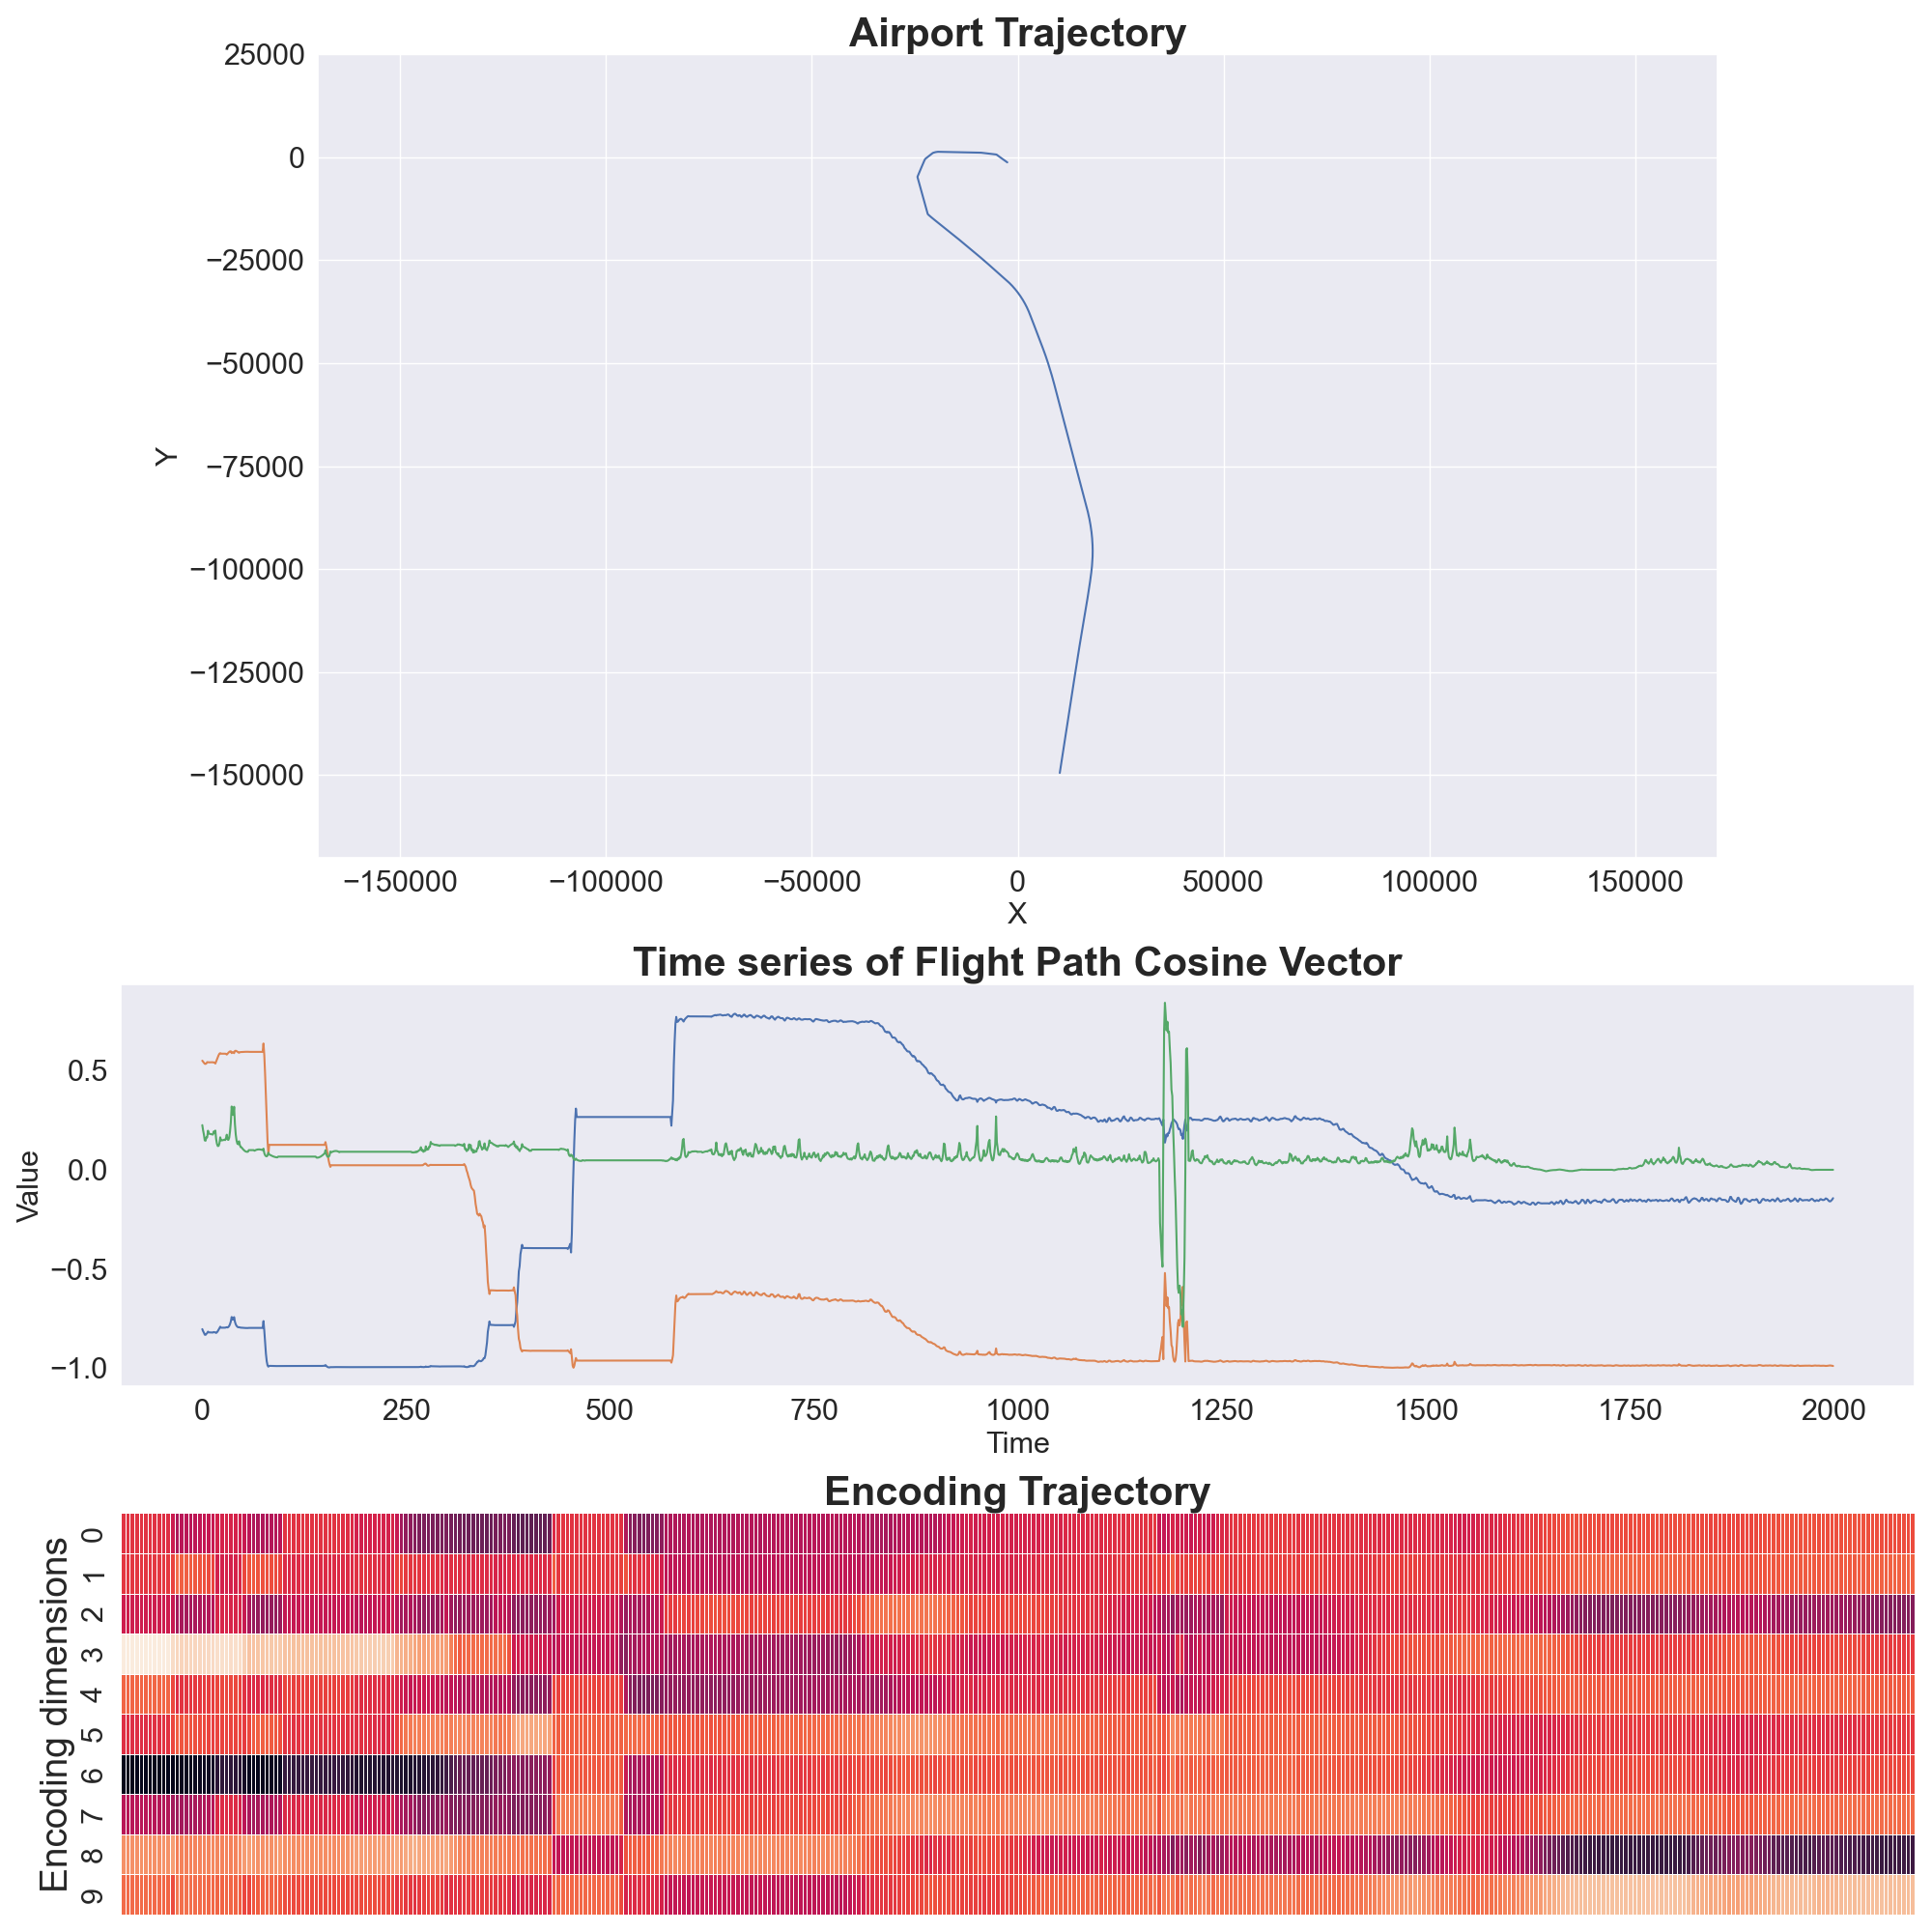 Airport Trajectory
25000
0
−25000
−50000
−75000
−100000
−125000
−150000
Y
−150000 −100000 −50000 0 50000 100000 150000
X
Time series of Flight Path Cosine Vector
0.5
0.0
−0.5
−1.0
Value
0 250 500 750 1000 1250 1500 1750 2000
Time
Encoding Trajectory
Encoding dimensions
0
1
2
3
4
5
6
7
8
9